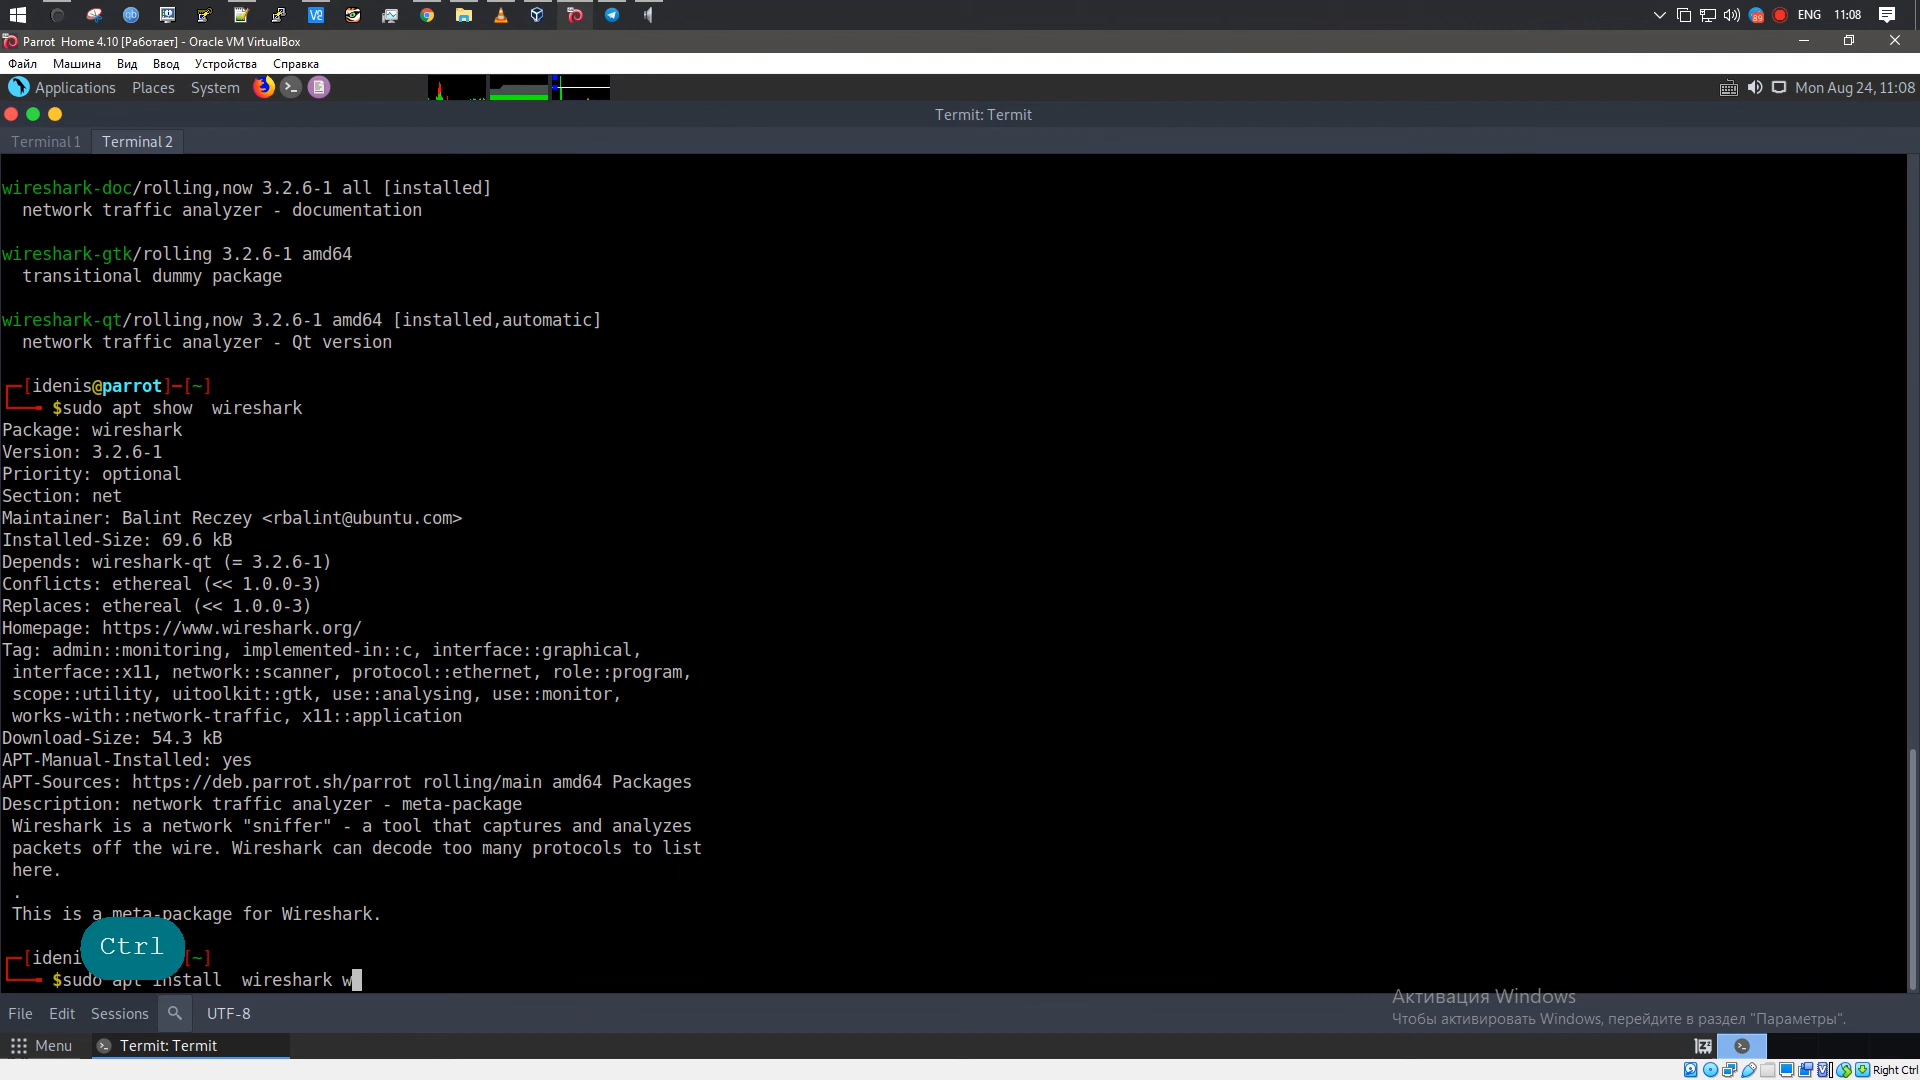 89 ENG 11:08
Parrot Home 4.10 [Работает] - Oracle VM VirtualBox
Файл Машина Вид Ввод Устройства Справка
Applications Places System Mon Aug 24, 11:08
Termit: Termit
Terminal 1 Terminal 2
wireshark-doc/rolling,now 3.2.6-1 all [installed]
network traffic analyzer - documentation
wireshark-gtk/rolling 3.2.6-1 amd64
transitional dummy package
wireshark-qt/rolling,now 3.2.6-1 amd64 [installed,automatic]
network traffic analyzer - Qt version
[idenis@parrot]─[~]
$sudo apt show  wireshark
Package: wireshark
Version: 3.2.6-1
Priority: optional
Section: net
Maintainer: Balint Reczey <rbalint@ubuntu.com>
Installed-Size: 69.6 kB
Depends: wireshark-qt (= 3.2.6-1)
Conflicts: ethereal (<< 1.0.0-3)
Replaces: ethereal (<< 1.0.0-3)
Homepage: https://www.wireshark.org/
Tag: admin::monitoring, implemented-in::c, interface::graphical,
interface::x11, network::scanner, protocol::ethernet, role::program,
scope::utility, uitoolkit::gtk, use::analysing, use::monitor,
works-with::network-traffic, x11::application
Download-Size: 54.3 kB
APT-Manual-Installed: yes
APT-Sources: https://deb.parrot.sh/parrot rolling/main amd64 Packages
Description: network traffic analyzer - meta-package
Wireshark is a network "sniffer" - a tool that captures and analyzes
packets off the wire. Wireshark can decode too many protocols to list
here.
.
This is a meta-package for Wireshark.
Ctrl
[ideni [~]
$sudo apt install  wireshark w
Активация Windows
Чтобы активировать Windows, перейдите в раздел "Параметры".
File Edit Sessions UTF-8
Menu Termit: Termit
Right Ctrl